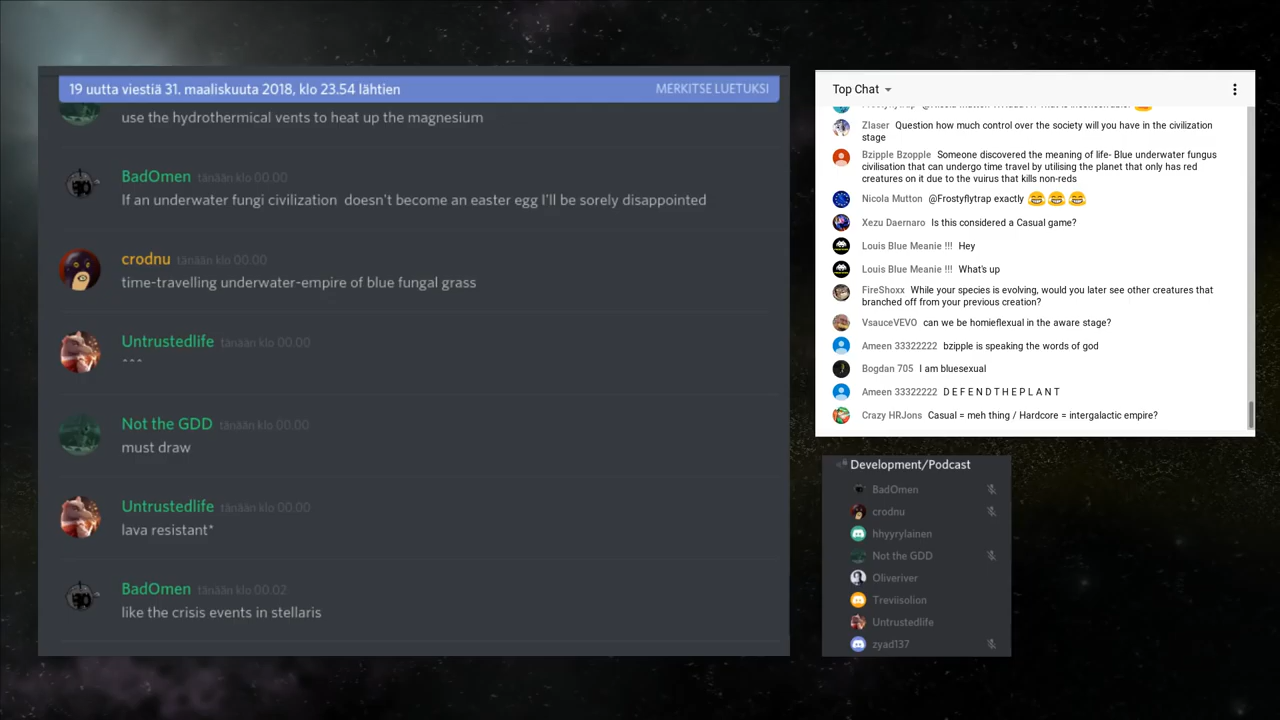 19 uutta viestiä 31. maaliskuuta 2018, klo 23.54 lähtien
MERKITSE LUETUKSI
use the hydrothermical vents to heat up the magnesium
BadOmen tänään klo 00.00
If an underwater fungi civilization doesn't become an easter egg I'll be sorely disappointed
crodnu tänään klo 00.00
time-travelling underwater-empire of blue fungal grass
Untrustedlife tänään klo 00.00
^^^
Not the GDD tänään klo 00.00
must draw
Untrustedlife tänään klo 00.00
lava resistant*
BadOmen tänään klo 00.02
like the crisis events in stellaris
Top Chat
Zlaser Question how much control over the society will you have in the civilization
stage
Bzipple Bzopple Someone discovered the meaning of life- Blue underwater fungus
civilisation that can undergo time travel by utilising the planet that only has red
creatures on it due to the vuirus that kills non-reds
Nicola Mutton @Frostyflytrap exactly 😂 😂 😂
Xezu Daernaro Is this considered a Casual game?
Louis Blue Meanie !!! Hey
Louis Blue Meanie !!! What's up
FireShoxx While your species is evolving, would you later see other creatures that
branched off from your previous creation?
VsauceVEVO can we be homieflexual in the aware stage?
Ameen 33322222 bzipple is speaking the words of god
Bogdan 705 I am bluesexual
Ameen 33322222 D E F E N D T H E P L A N T
Crazy HRJons Casual = meh thing / Hardcore = intergalactic empire?
Development/Podcast
BadOmen
crodnu
hhyyrylainen
Not the GDD
Oliveriver
Treviisolion
Untrustedlife
zyad137